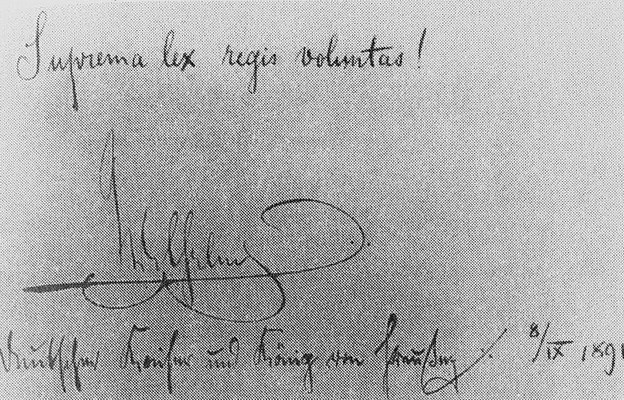 Suprema lex regis voluntas!
Wilhelm
Deutscher Kaiser und König von Preußen. 8/IX 1891